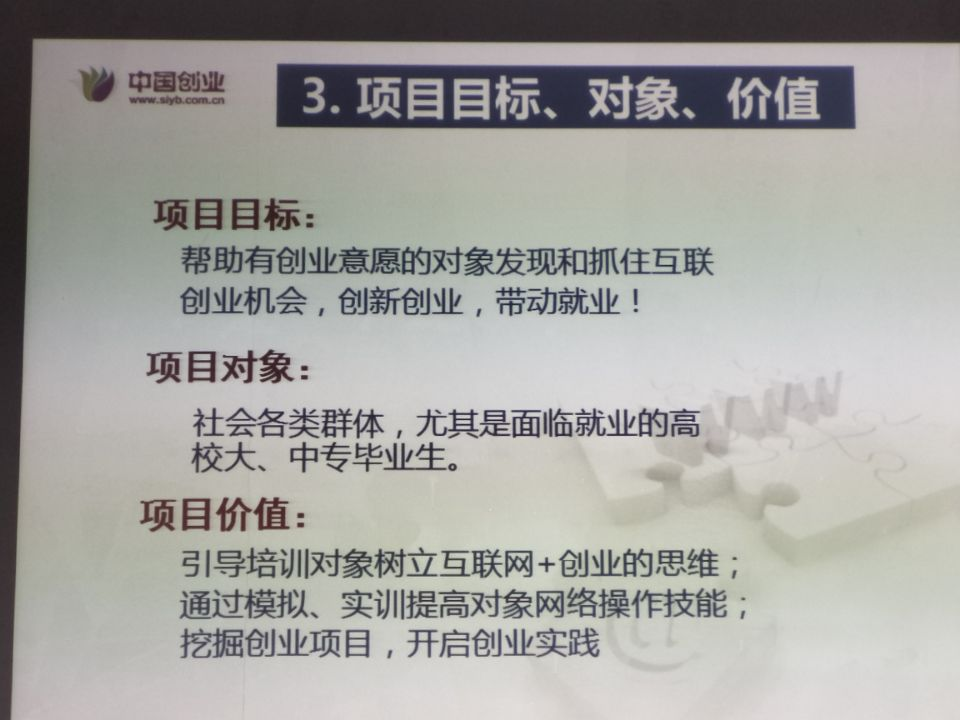 中国创业
www.siyb.com.cn
3. 项目目标、对象、价值
项目目标：
帮助有创业意愿的对象发现和抓住互联
创业机会，创新创业，带动就业！
项目对象：
社会各类群体，尤其是面临就业的高
校大、中专毕业生。
项目价值：
引导培训对象树立互联网+创业的思维；
通过模拟、实训提高对象网络操作技能；
挖掘创业项目，开启创业实践
WWW
@